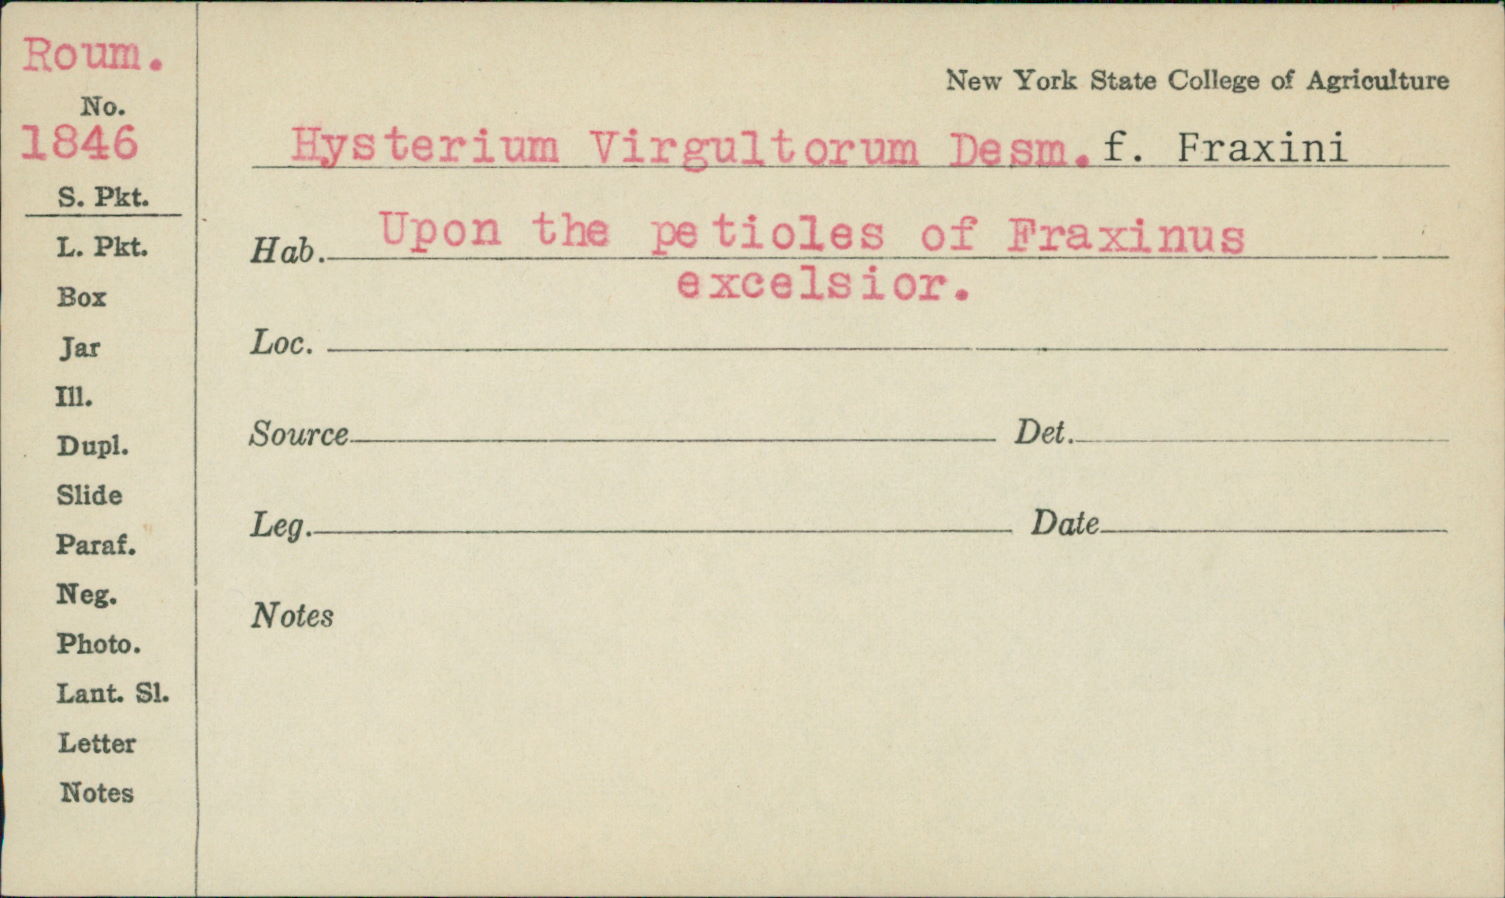 Roum.
No.
1846
S. Pkt.
L. Pkt.
Box
Jar
Ill.
Dupl.
Slide
Paraf.
Neg.
Photo.
Lant. Sl.
Letter
Notes
New York State College of Agriculture
Hysterium Virgultorum Desm. f. Fraxini
Hab. Upon the petioles of Fraxinus
excelsior.
Loc.
Source Det.
Leg. Date
Notes